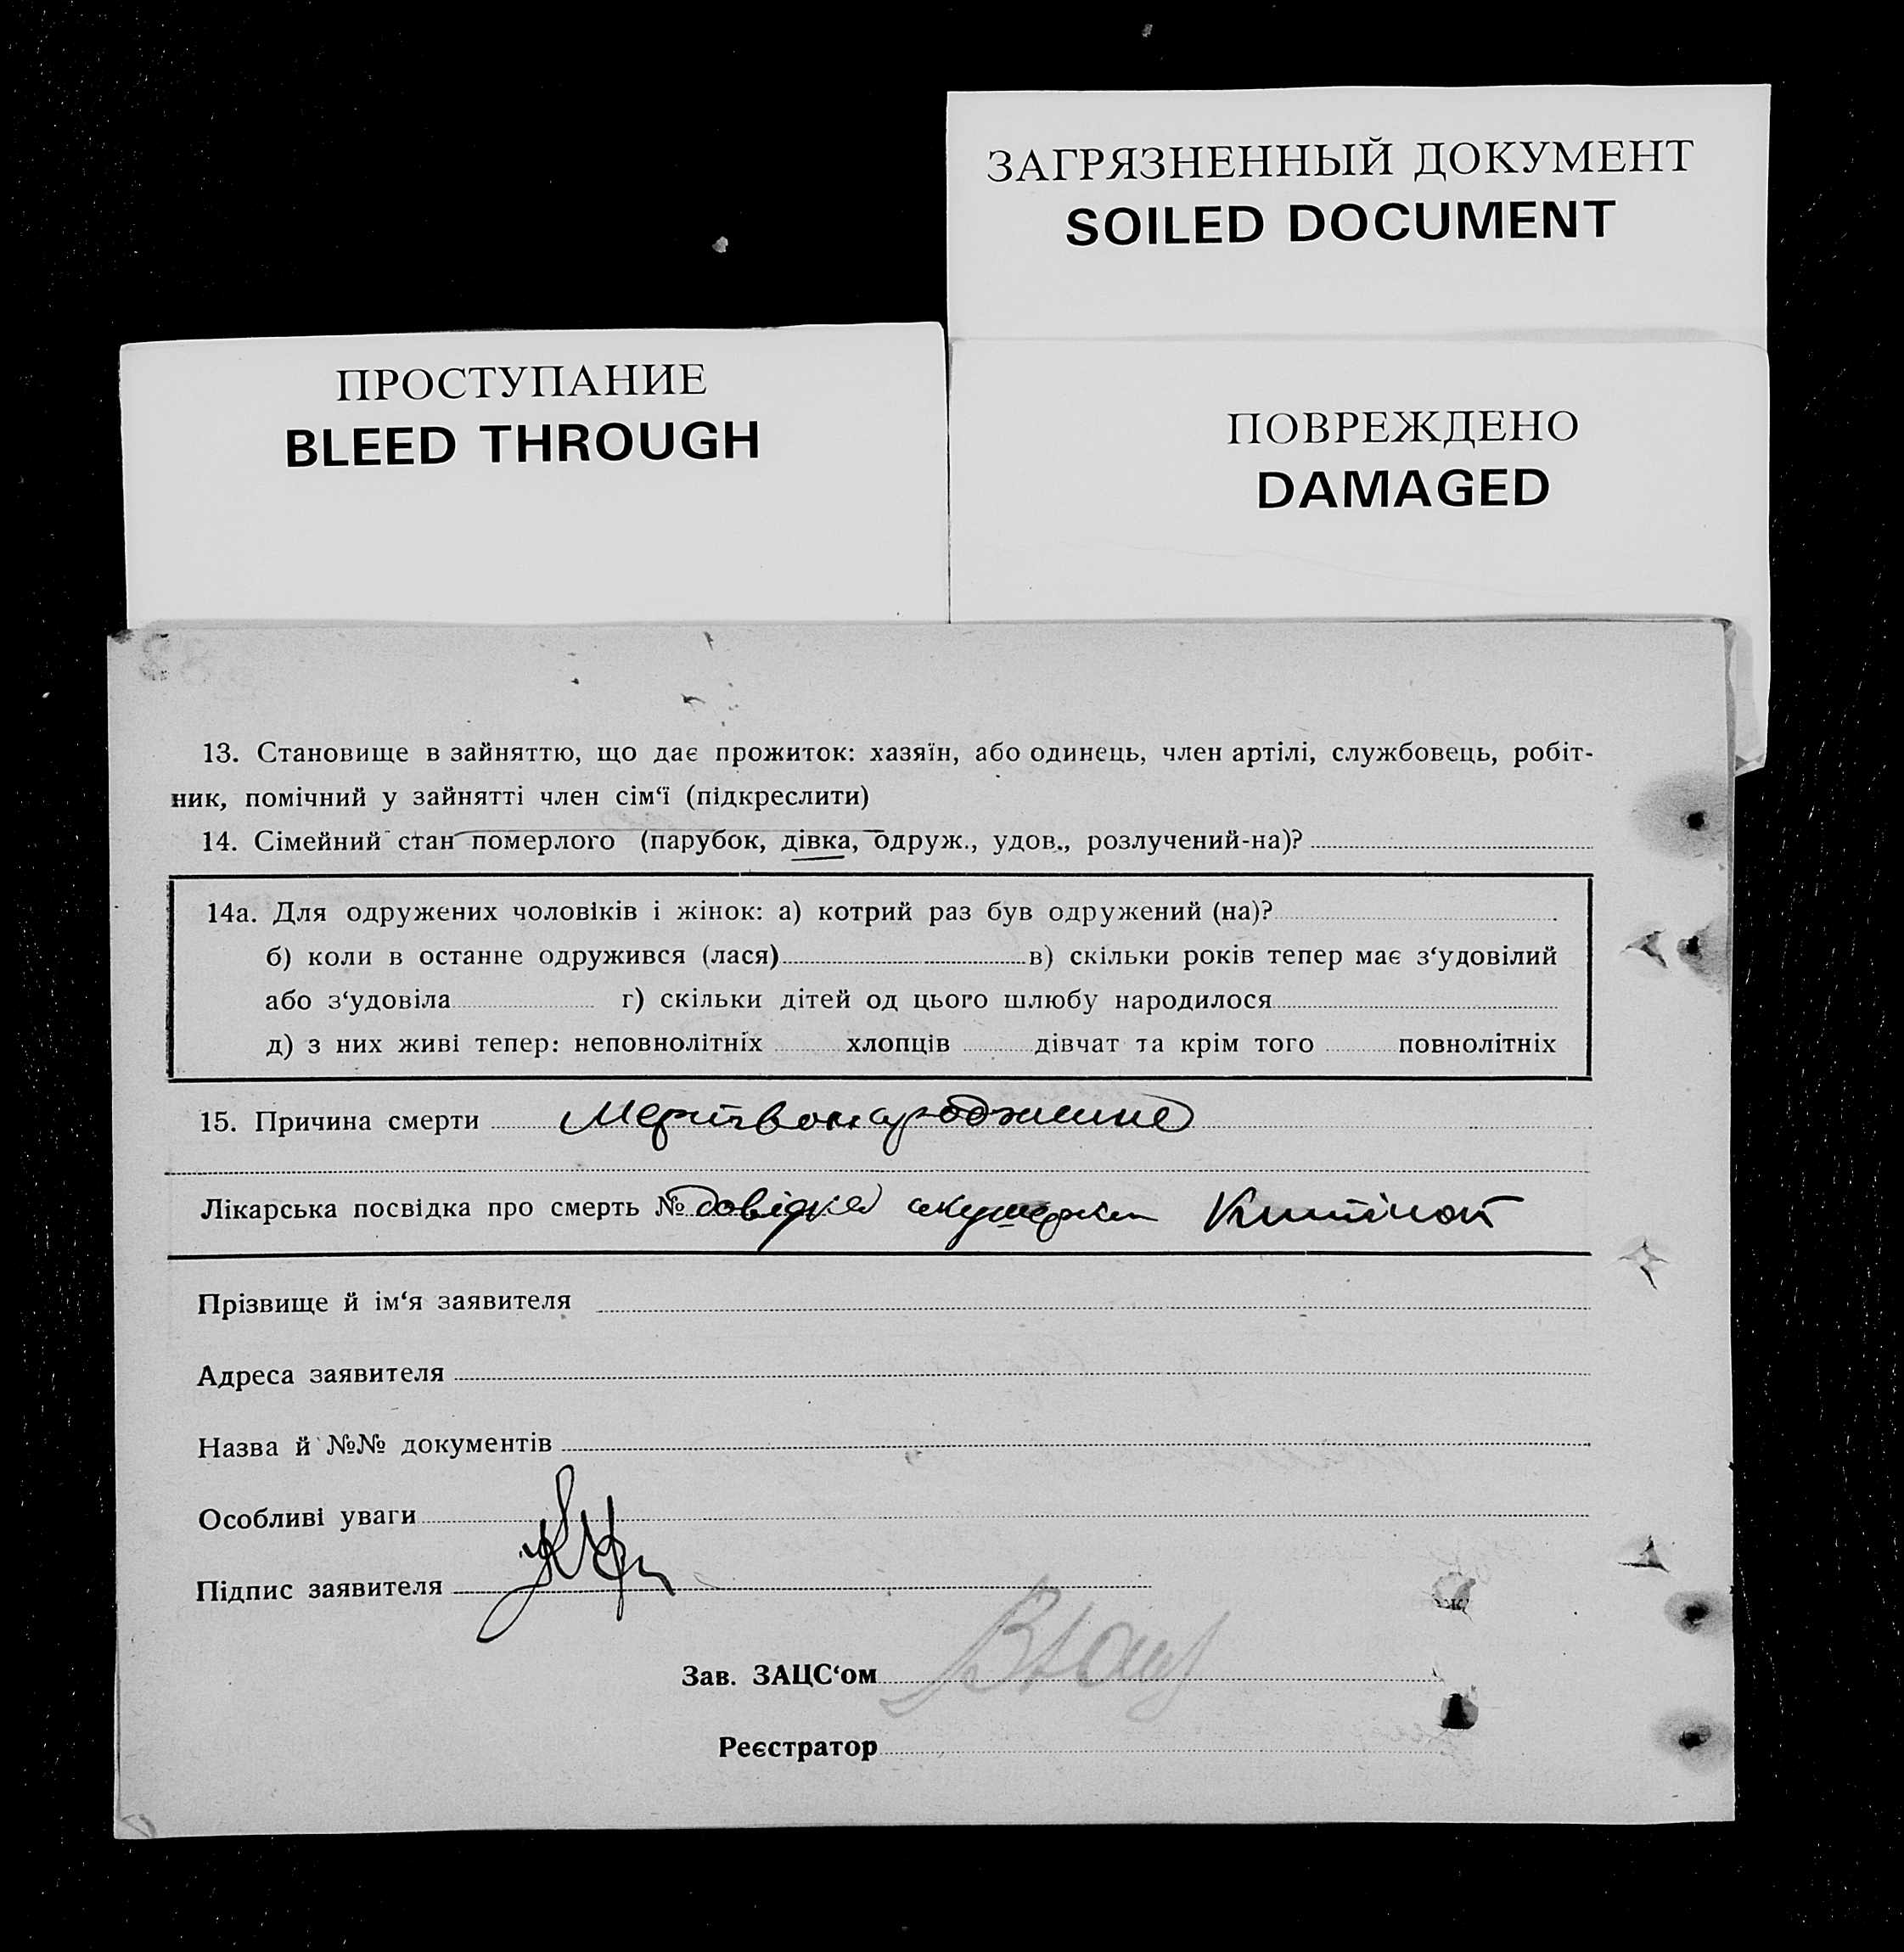 ЗАГРЯЗНЕННЫЙ ДОКУМЕНТ
SOILED DOCUMENT
ПРОСТУПАНИЕ
BLEED THROUGH
ПОВРЕЖДЕНО
DAMAGED
13. Становище в зайняттю, що дає прожиток: хазяїн, або одинець, член артілі, службовець, робіт-
ник, помічний у зайнятті член сім‘ї (підкреслити)
14. Сімейний стан померлого (парубок, дівка, одруж., удов., розлучений-на)?
14а. Для одружених чоловіків і жінок: а) котрий раз був одружений (на)?
б) коли в останнє одружився (лася) в) скільки років тепер має з‘удовілий
або з‘удовіла г) скільки дітей од цього шлюбу народилося
д) з них живі тепер: неповнолітніх хлопців дівчат та крім того повнолітніх
15. Причина смерти Мертвонароджине
Лікарська посвідка про смерть № довідка акушерки
Прізвище й ім‘я заявителя
Адреса заявителя
Назва й №№ документів
Особливі уваги
Підпис заявителя
Зав. ЗАЦС‘ом
Реєстратор